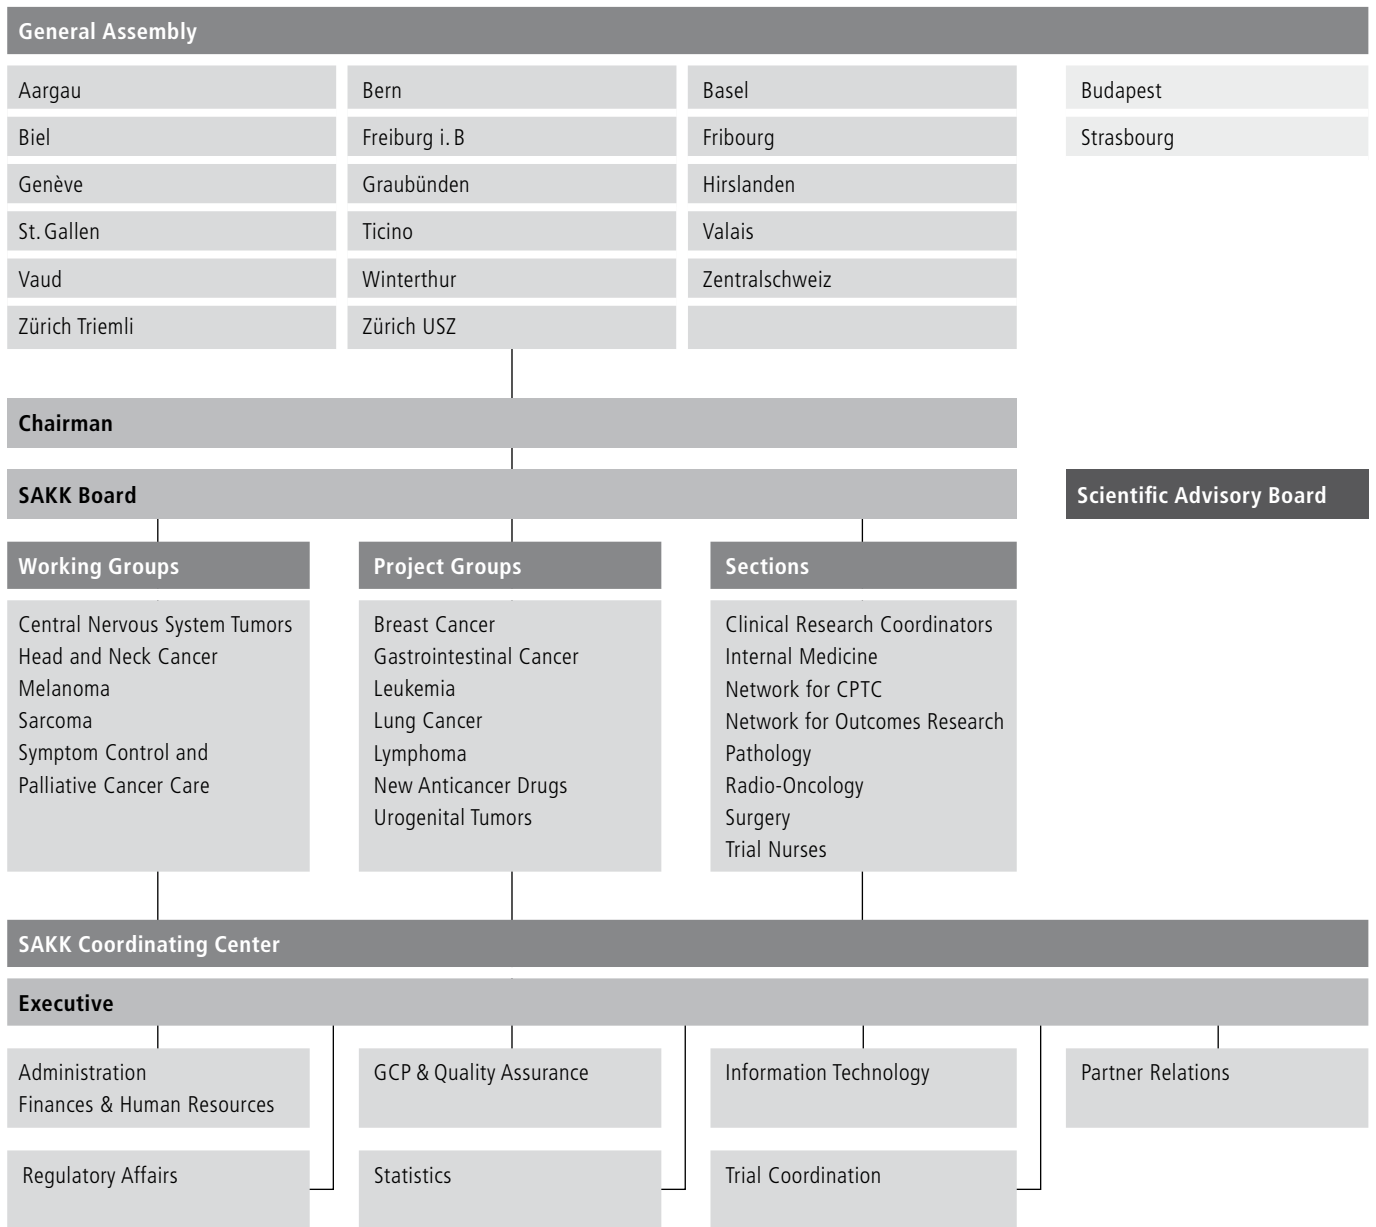 General Assembly
Aargau
Bern
Basel
Budapest
Biel
Freiburg i. B
Fribourg
Strasbourg
Genève
Graubünden
Hirslanden
St. Gallen
Ticino
Valais
Vaud
Winterthur
Zentralschweiz
Zürich Triemli
Zürich USZ
Chairman
SAKK Board
Scientific Advisory Board
Working Groups
Central Nervous System Tumors
Head and Neck Cancer
Melanoma
Sarcoma
Symptom Control and
Palliative Cancer Care
Project Groups
Breast Cancer
Gastrointestinal Cancer
Leukemia
Lung Cancer
Lymphoma
New Anticancer Drugs
Urogenital Tumors
Sections
Clinical Research Coordinators
Internal Medicine
Network for CPTC
Network for Outcomes Research
Pathology
Radio-Oncology
Surgery
Trial Nurses
SAKK Coordinating Center
Executive
Administration
Finances & Human Resources
GCP & Quality Assurance
Information Technology
Partner Relations
Regulatory Affairs
Statistics
Trial Coordination